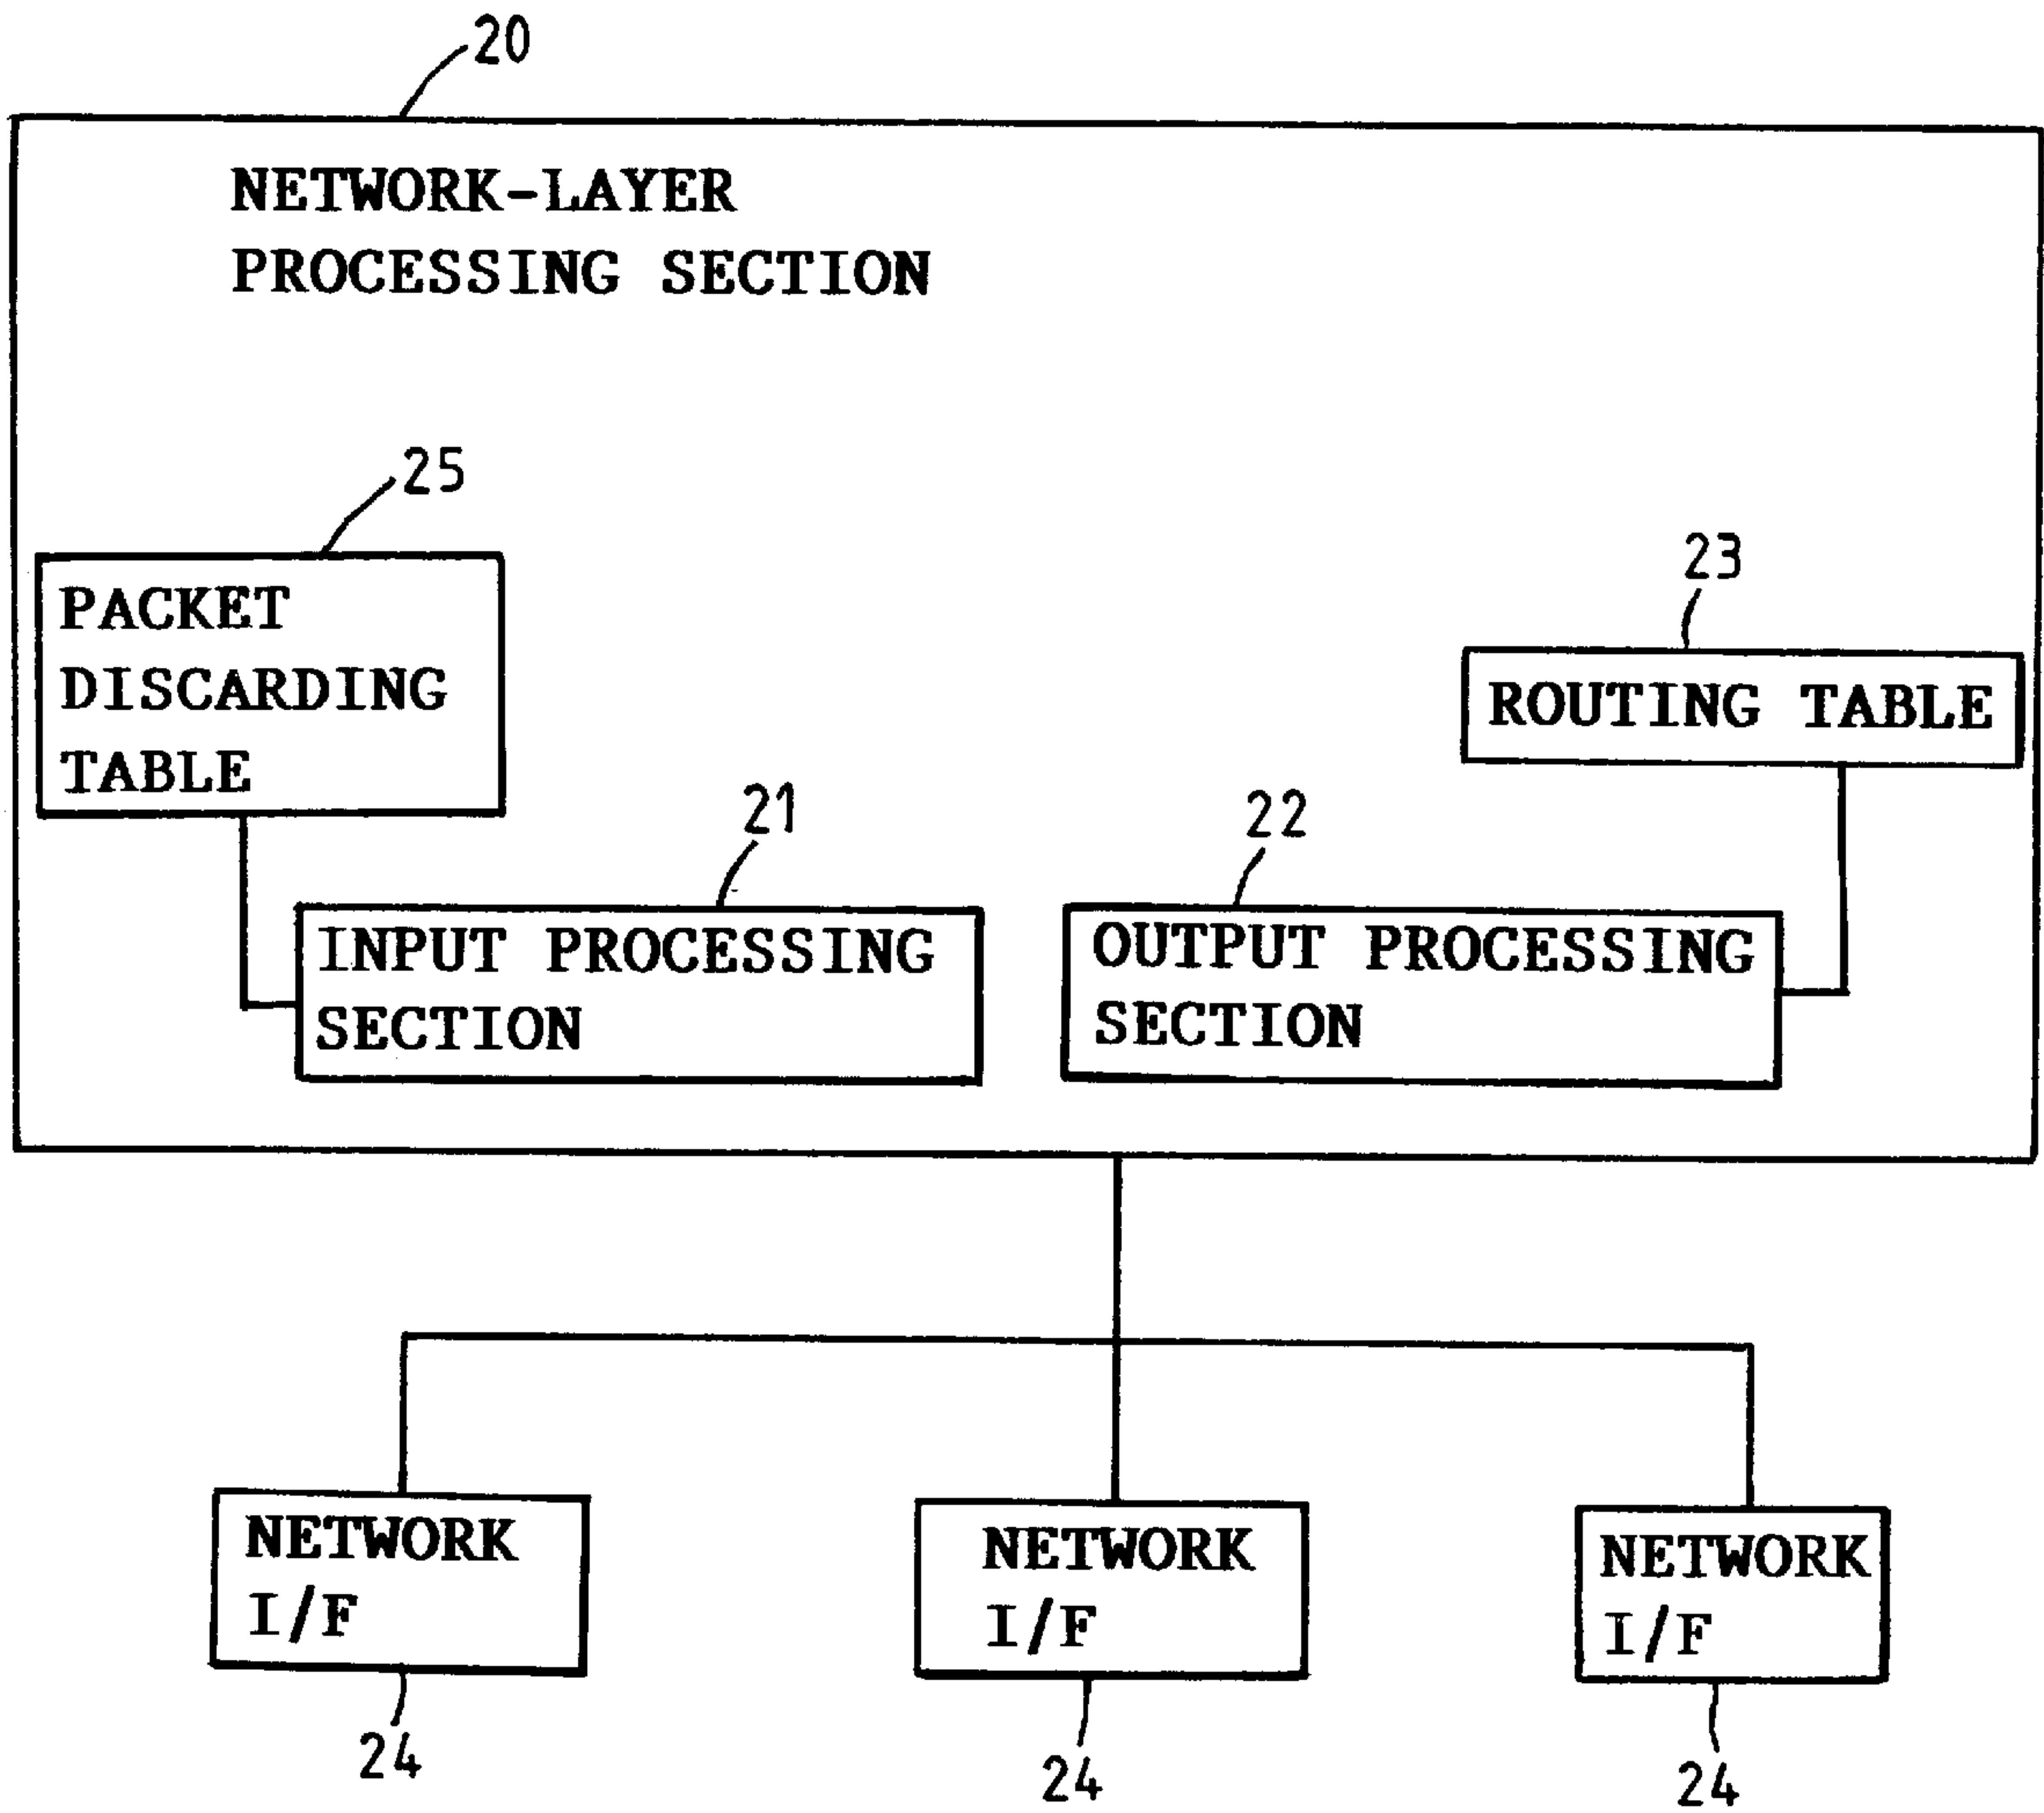 20
NETWORK-LAYER
PROCESSING SECTION
25
PACKET
DISCARDING
TABLE
23
ROUTING TABLE
21
INPUT PROCESSING
SECTION
22
OUTPUT PROCESSING
SECTION
NETWORK
I/F
24
NETWORK
I/F
24
NETWORK
I/F
24